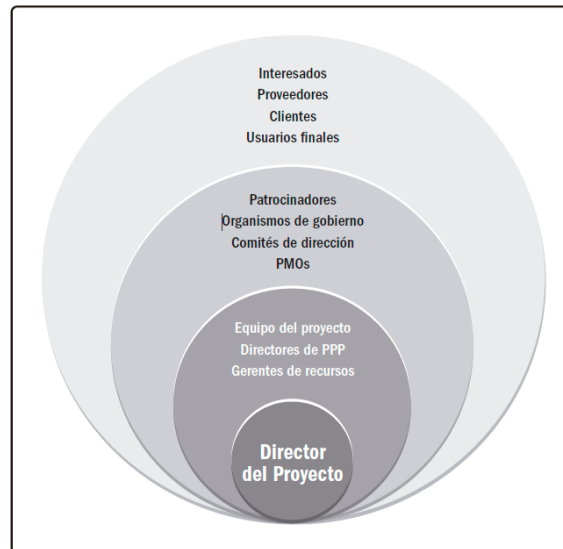 Interesados
Proveedores
Clientes
Usuarios finales
Patrocinadores
Organismos de gobierno
Comités de dirección
PMOs
Equipo del proyecto
Directores de PPP
Gerentes de recursos
Director
del Proyecto